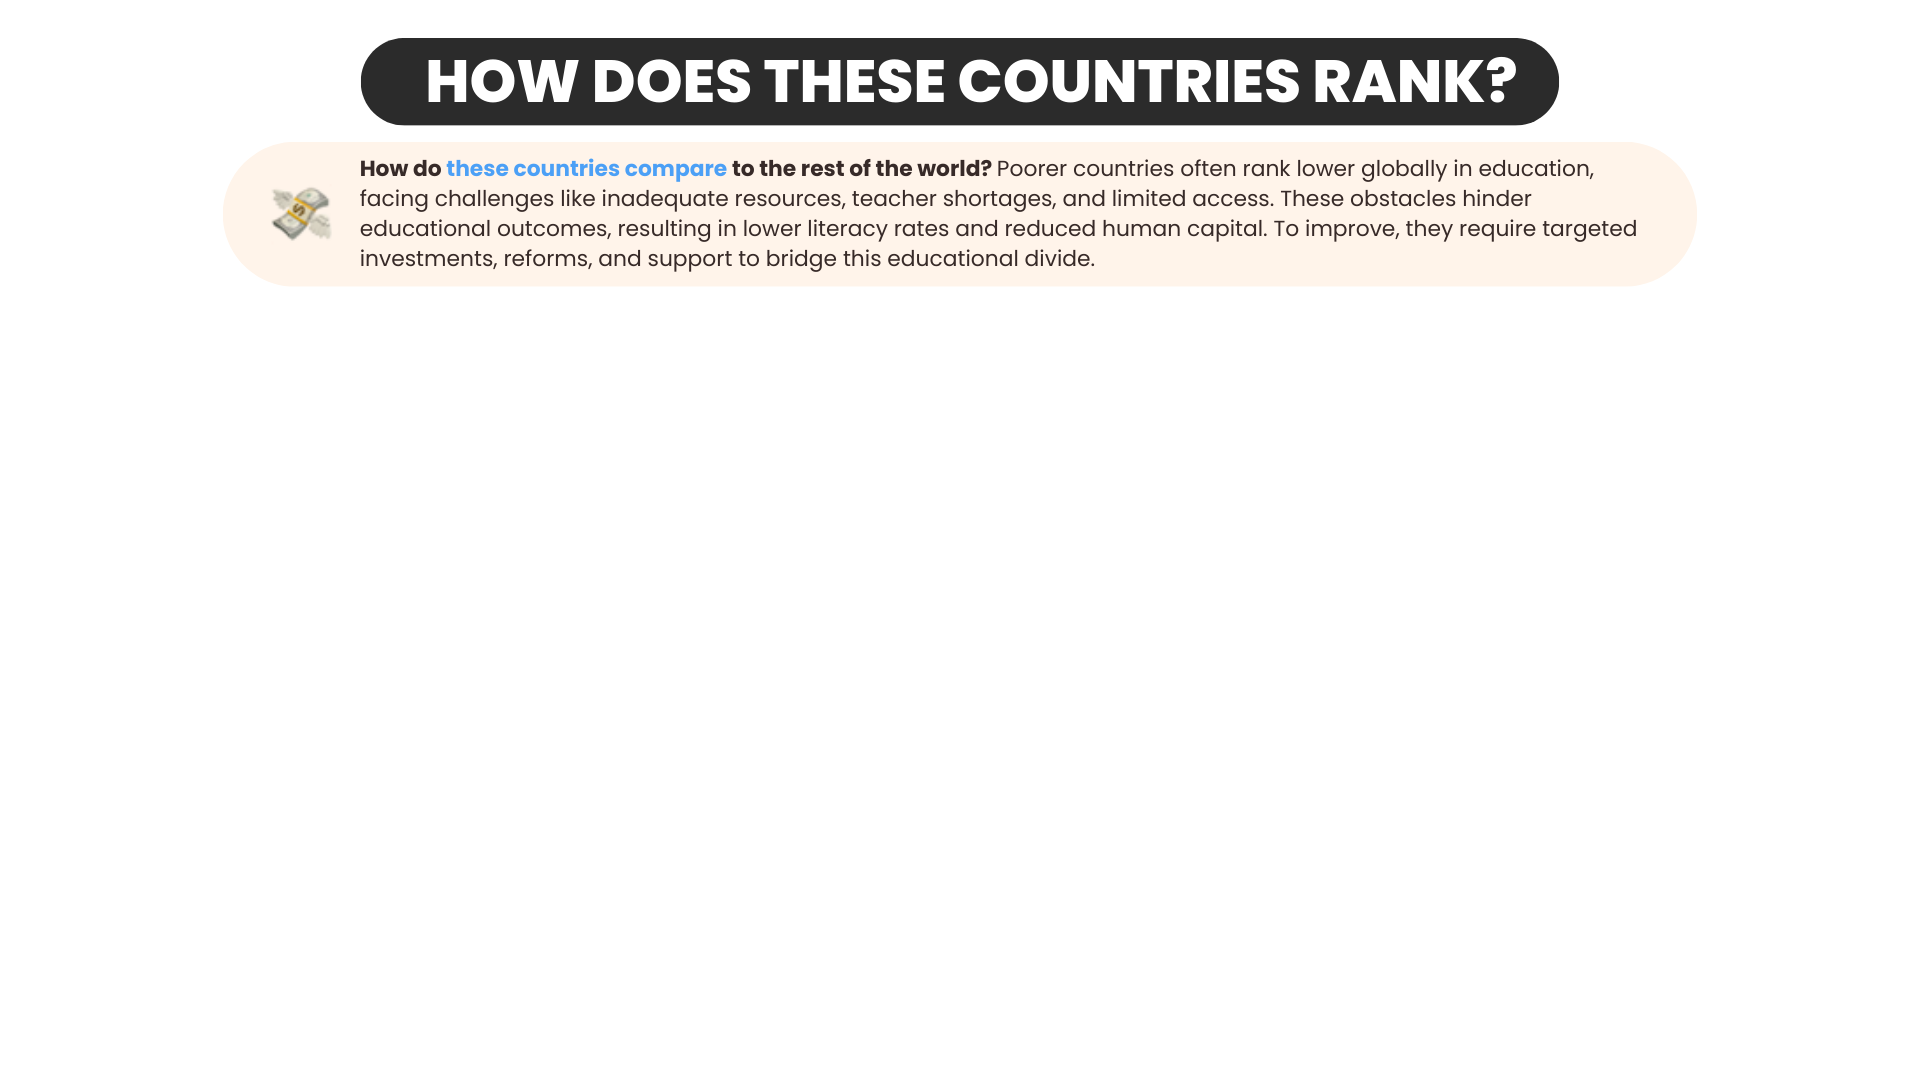 HOW DOES THESE COUNTRIES RANK?
How do these countries compare to the rest of the world? Poorer countries often rank lower globally in education,
facing challenges like inadequate resources, teacher shortages, and limited access. These obstacles hinder
educational outcomes, resulting in lower literacy rates and reduced human capital. To improve, they require targeted
investments, reforms, and support to bridge this educational divide.